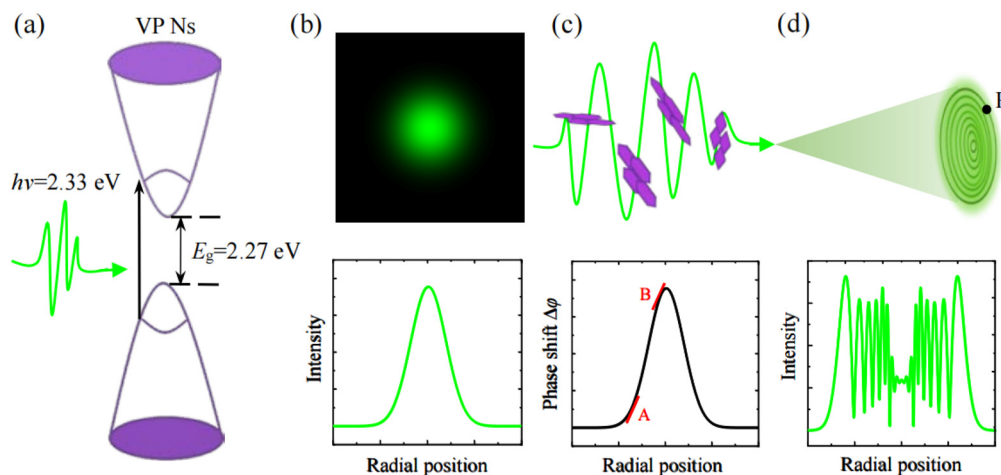 (a)
VP Ns
hν=2.33 eV
Eg=2.27 eV
(b)
Intensity
Radial position
(c)
Phase shift Δφ
B
A
Radial position
(d)
Intensity
Radial position